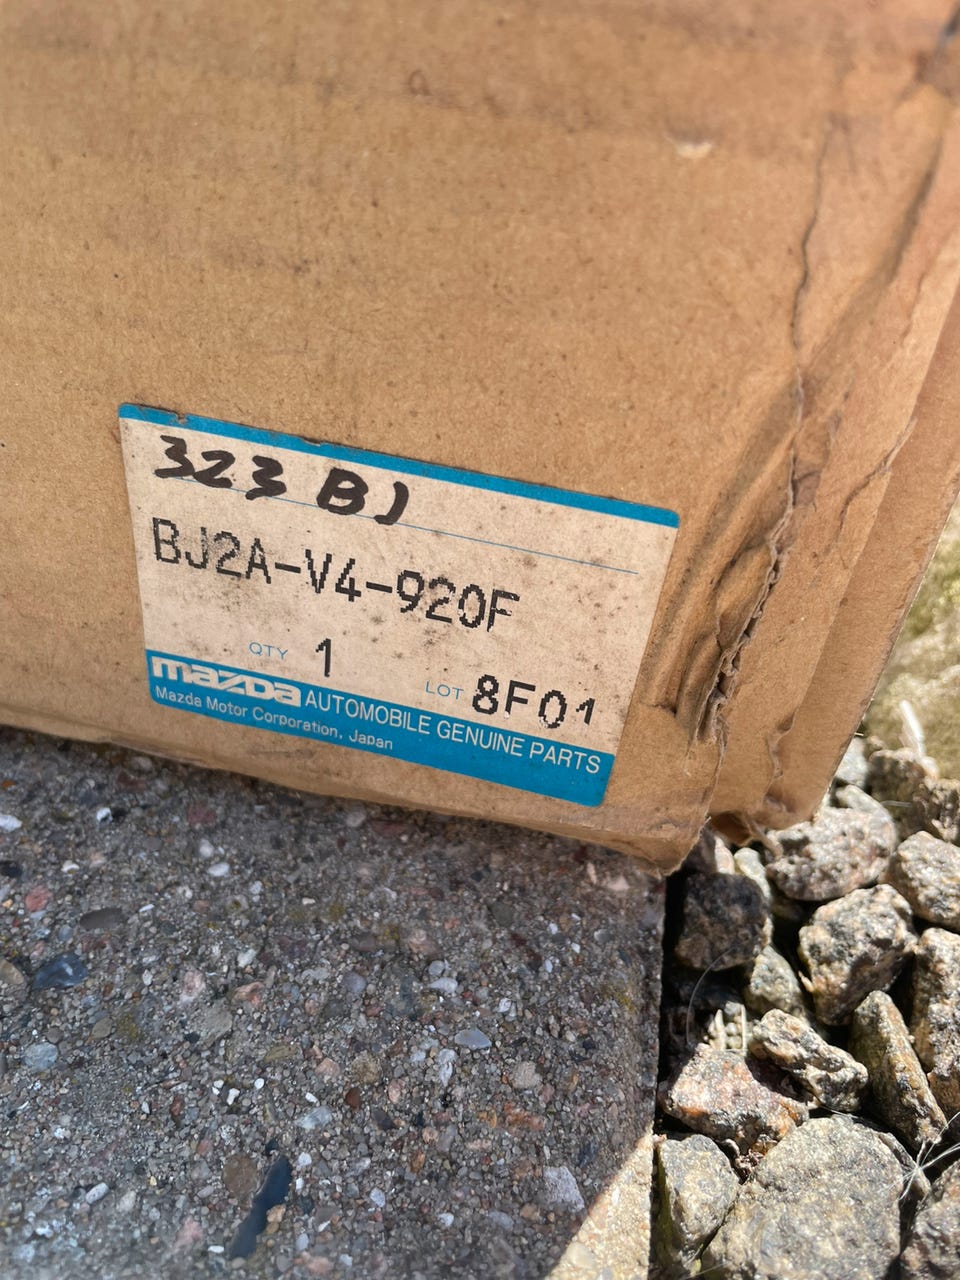 323 BJ
BJ2A-V4-920F
QTY 1
LOT 8F01
mazDa AUTOMOBILE GENUINE PARTS
Mazda Motor Corporation, Japan